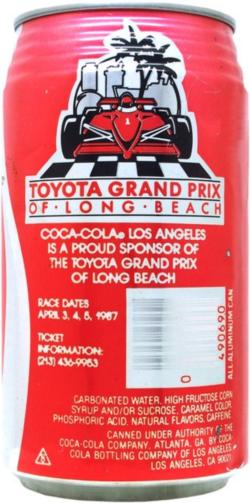 TOYOTA GRAND PRIX
OF • LONG • BEACH
COCA-COLA® LOS ANGELES
IS A PROUD SPONSOR OF
THE TOYOTA GRAND PRIX
OF LONG BEACH
RACE DATES
APRIL 3, 4, 5, 1987
TICKET
INFORMATION:
(213) 436-9953
0
490690
ALL ALUMINUM CAN
CARBONATED WATER, HIGH FRUCTOSE CORN
SYRUP AND/OR SUCROSE, CARAMEL COLOR,
PHOSPHORIC ACID, NATURAL FLAVORS, CAFFEINE.
CANNED UNDER AUTHORITY OF THE
COCA-COLA COMPANY, ATLANTA, GA. BY COCA-
COLA BOTTLING COMPANY OF LOS ANGELES,
LOS ANGELES, CA 90021